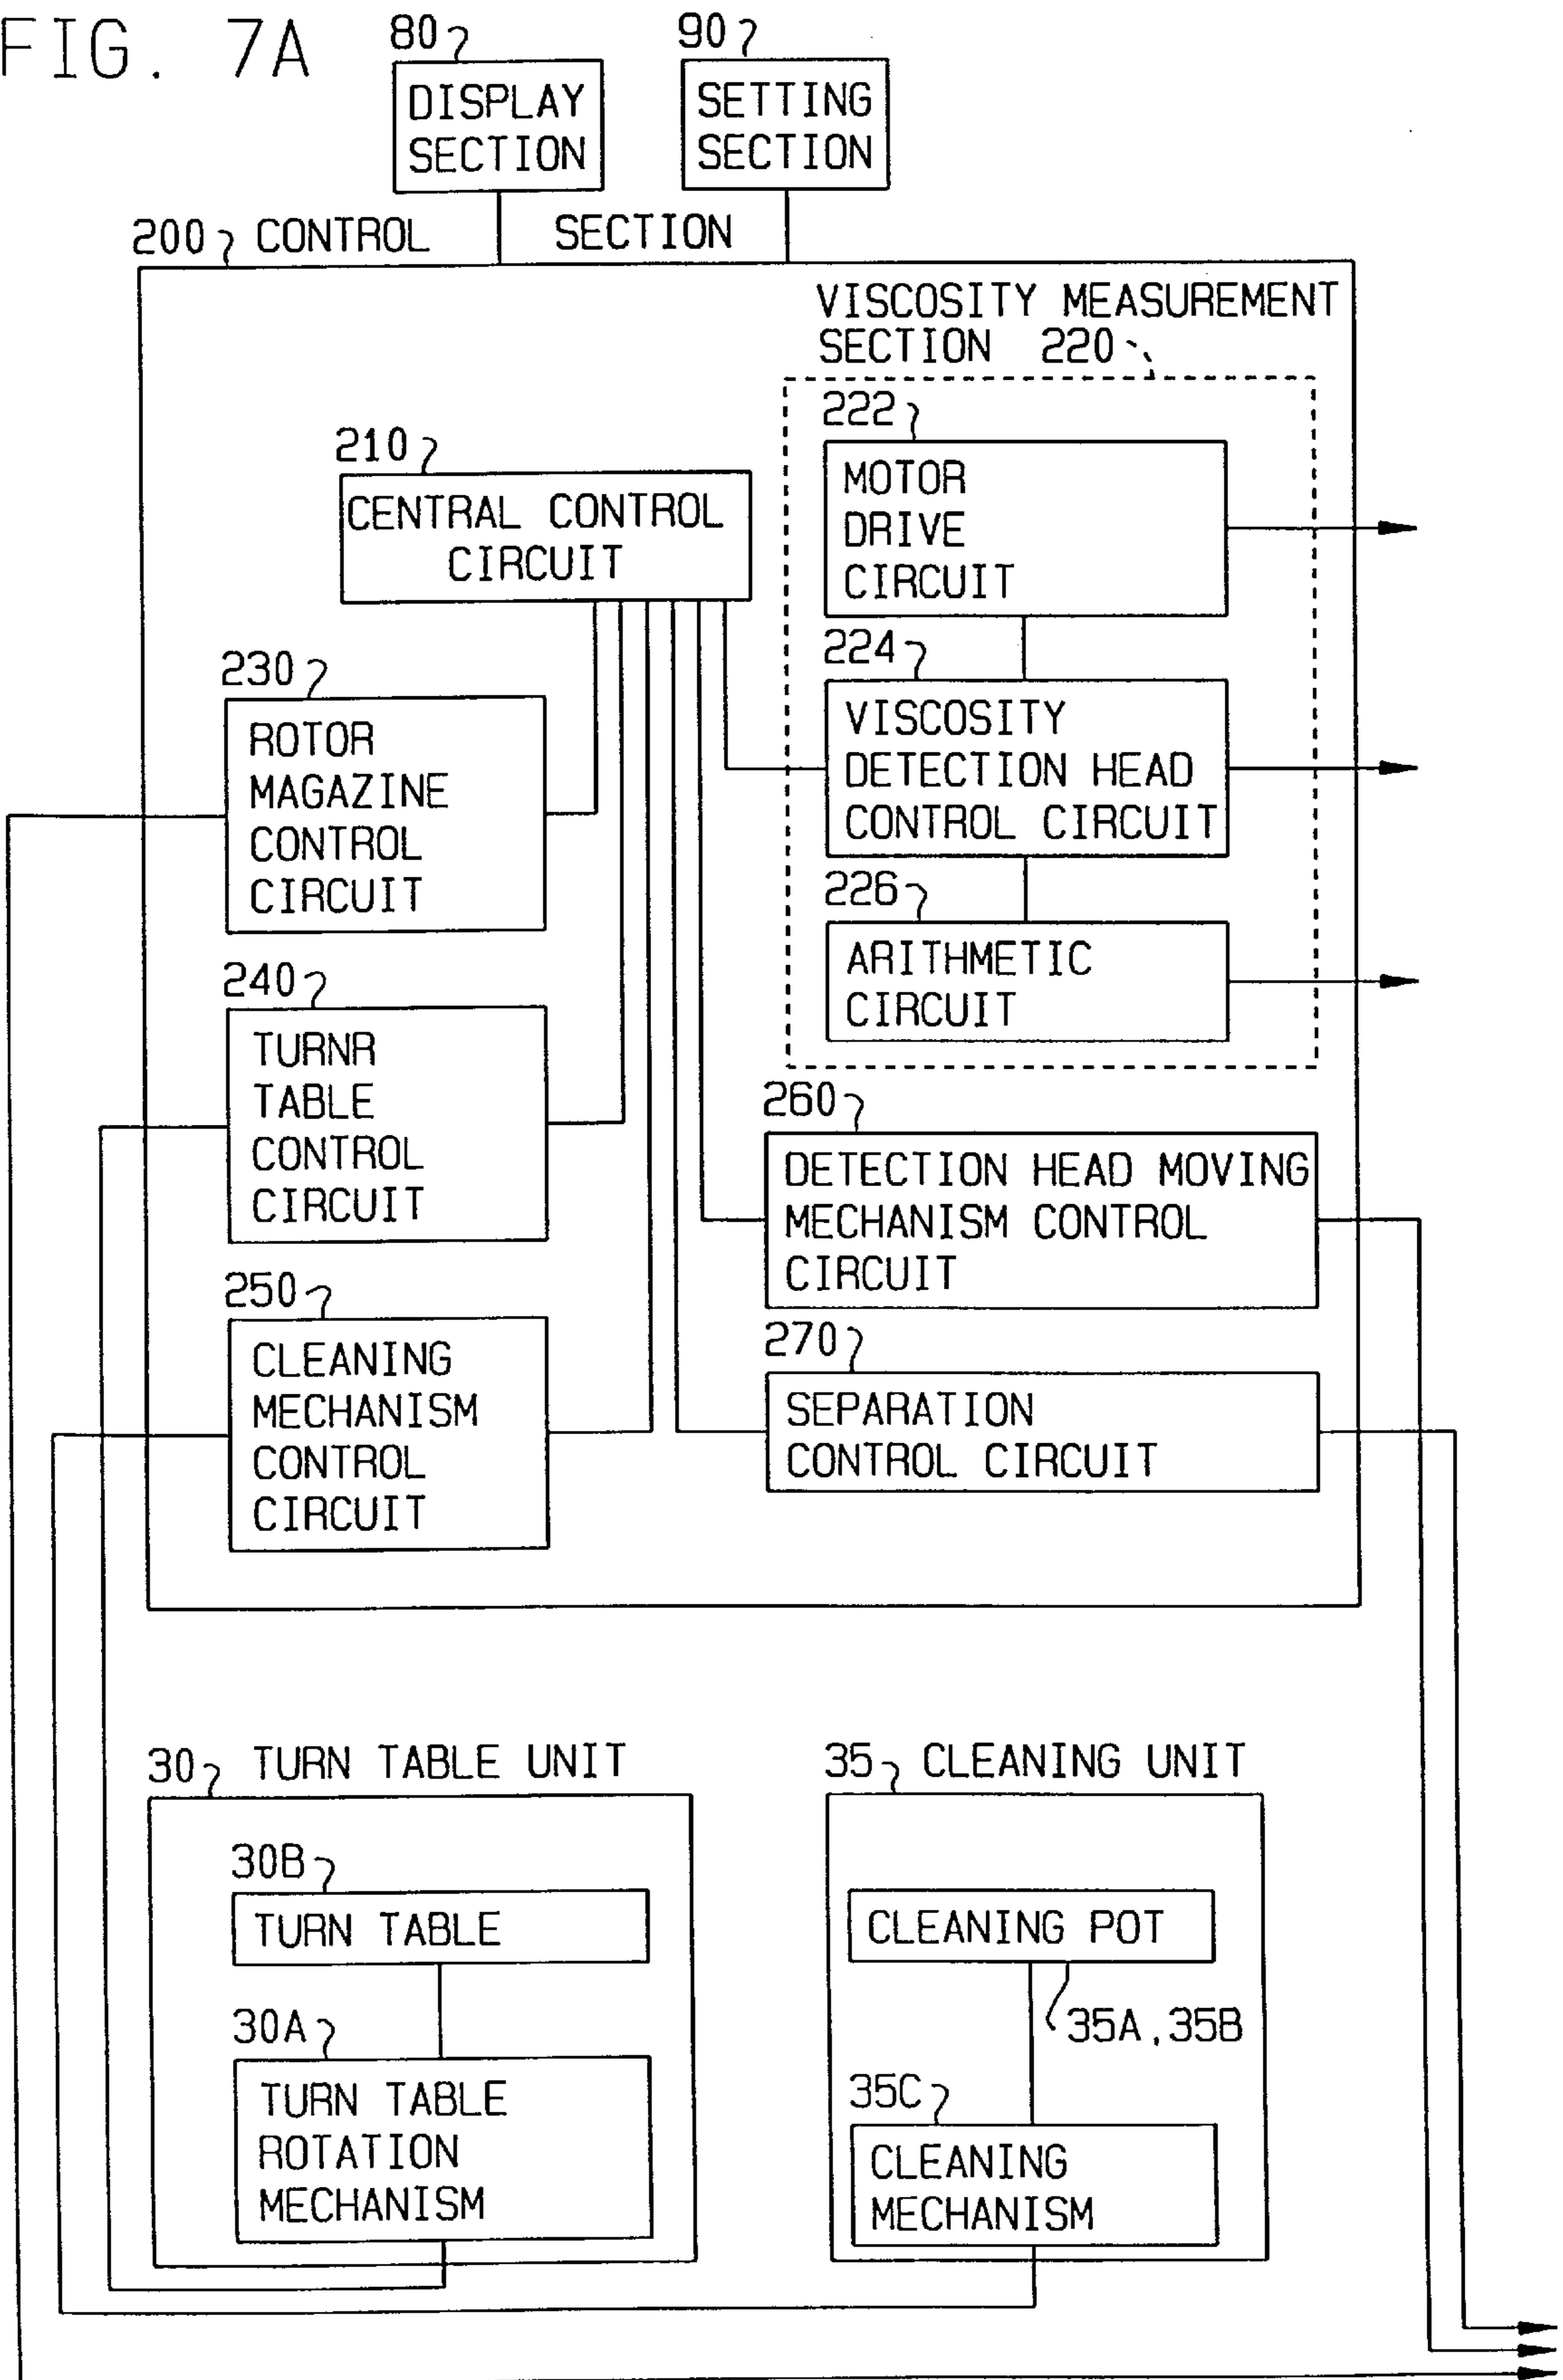 FIG. 7A
80
DISPLAY
SECTION
90
SETTING
SECTION
200 CONTROL SECTION
VISCOSITY MEASUREMENT
SECTION 220
210
CENTRAL CONTROL
CIRCUIT
222
MOTOR
DRIVE
CIRCUIT
224
VISCOSITY
DETECTION HEAD
CONTROL CIRCUIT
226
ARITHMETIC
CIRCUIT
230
ROTOR
MAGAZINE
CONTROL
CIRCUIT
240
TURNR
TABLE
CONTROL
CIRCUIT
250
CLEANING
MECHANISM
CONTROL
CIRCUIT
260
DETECTION HEAD MOVING
MECHANISM CONTROL
CIRCUIT
270
SEPARATION
CONTROL CIRCUIT
30 TURN TABLE UNIT
30B
TURN TABLE
30A
TURN TABLE
ROTATION
MECHANISM
35 CLEANING UNIT
CLEANING POT
35A,35B
35C
CLEANING
MECHANISM